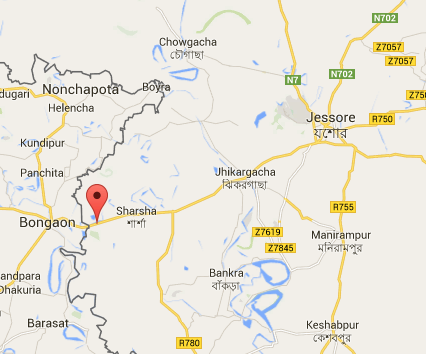 N702
Chowgacha
চৌগাছা
Z7057
Z7057
N702
N7
Nonchapota
Boyra
Helencha
Z750
Jessore
যশোর
R750
Kundipur
Panchita
Jhikargacha
ঝিকরগাছা
Sharsha
শার্শা
R755
Bongaon
Z7619
Z7845
Manirampur
মনিরামপুর
Bankra
বাঁকড়া
Dhakuria
Barasat
Keshabpur
কেশবপুর
R780